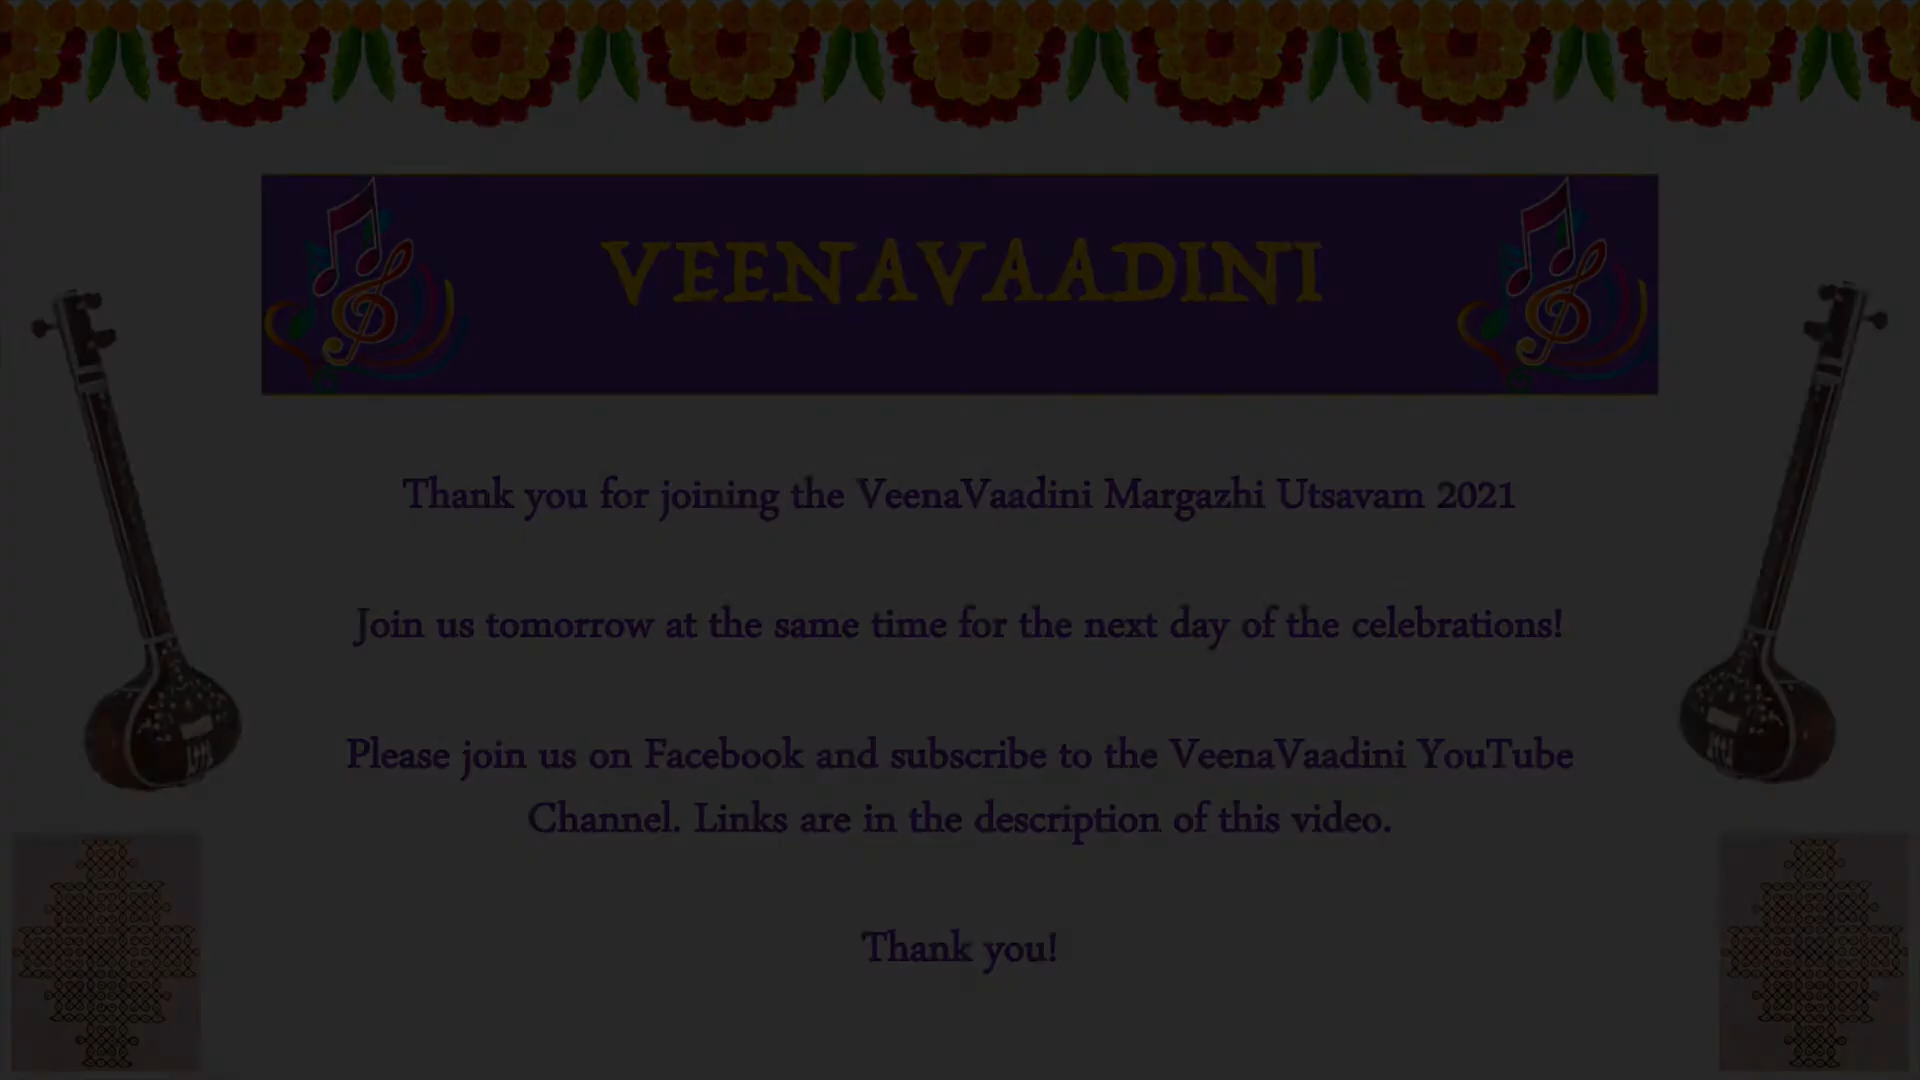 VEENAVAADINI
Thank you for joining the VeenaVaadini Margazhi Utsavam 2021
Join us tomorrow at the same time for the next day of the celebrations!
Please join us on Facebook and subscribe to the VeenaVaadini YouTube
Channel. Links are in the description of this video.
Thank you!